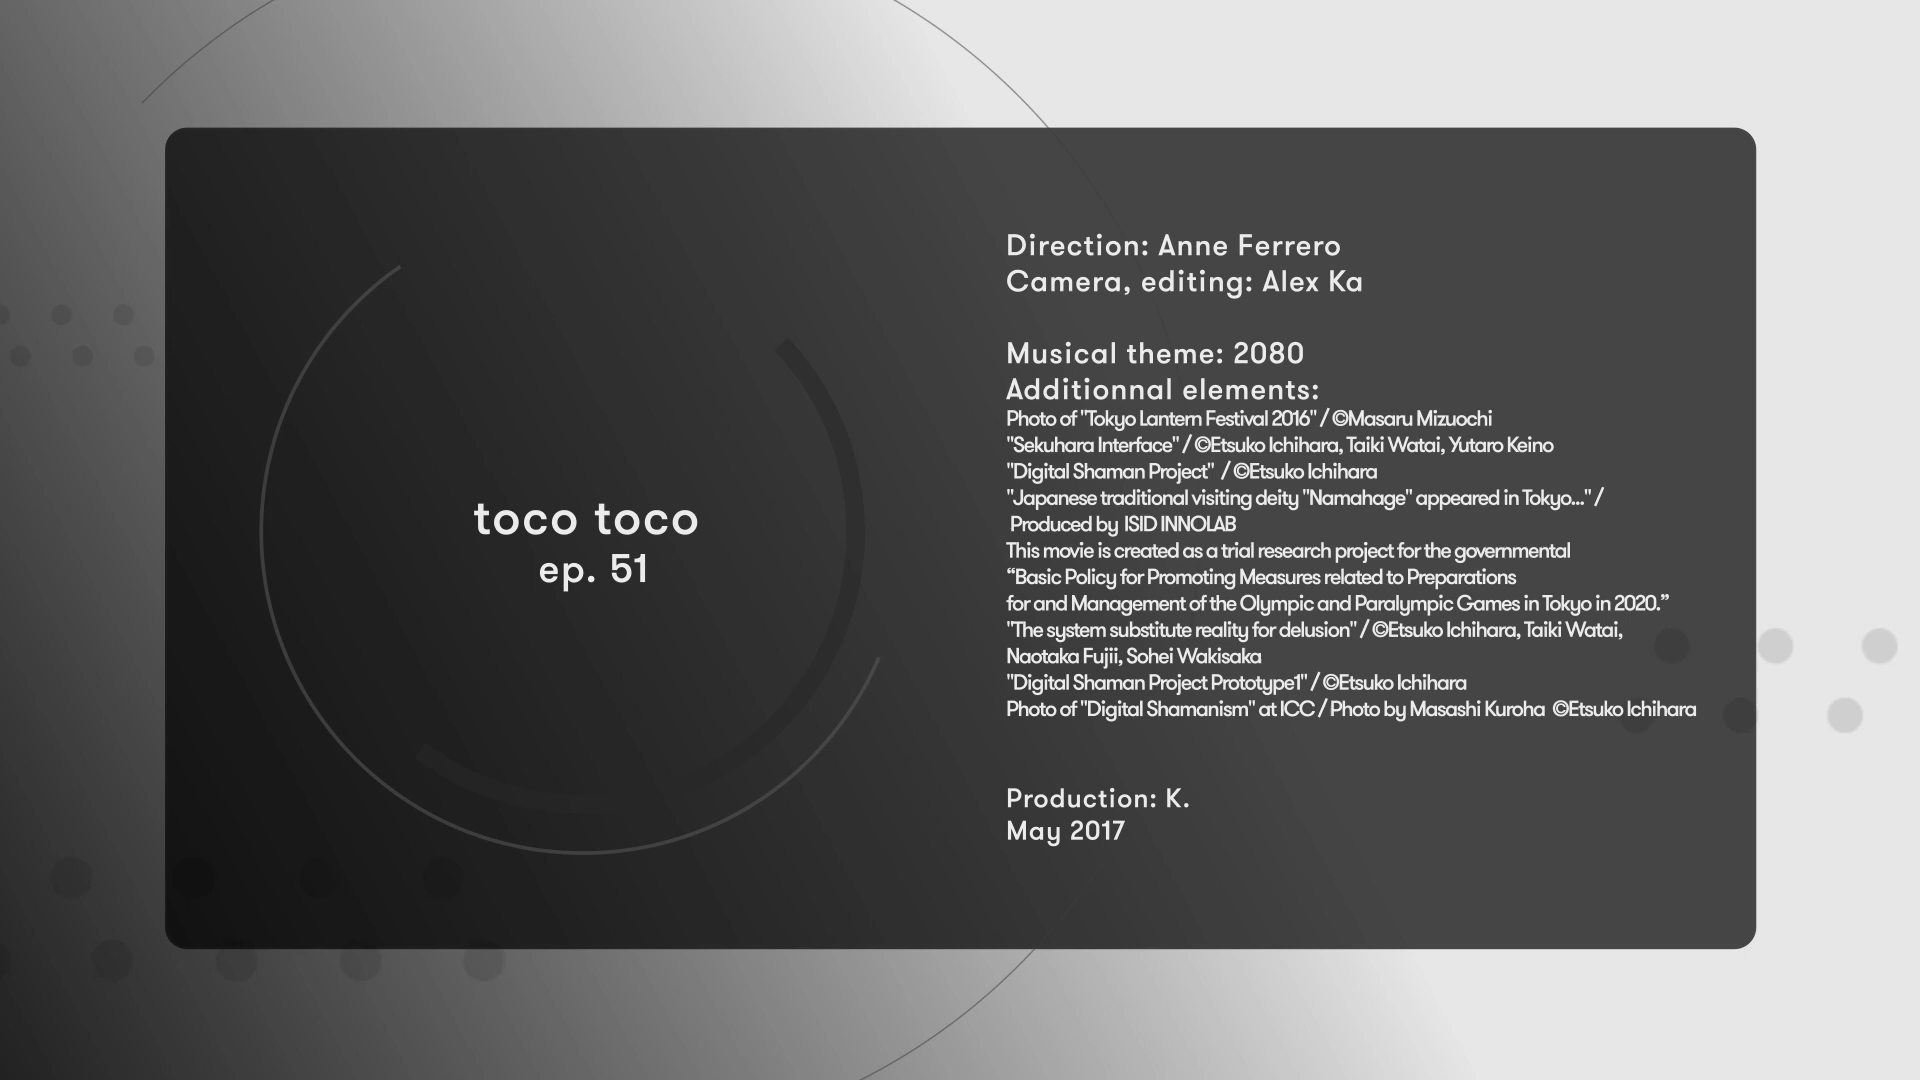 toco toco
ep. 51
Direction: Anne Ferrero
Camera, editing: Alex Ka
Musical theme: 2080
Additionnal elements:
Photo of "Tokyo Lantern Festival 2016" / ©Masaru Mizuochi
"Sekuhara Interface" / ©Etsuko Ichihara, Taiki Watai, Yutaro Keino
"Digital Shaman Project" / ©Etsuko Ichihara
"Japanese traditional visiting deity "Namahage" appeared in Tokyo..." /
Produced by ISID INNOLAB
This movie is created as a trial research project for the governmental
“Basic Policy for Promoting Measures related to Preparations
for and Management of the Olympic and Paralympic Games in Tokyo in 2020.”
"The system substitute reality for delusion" / ©Etsuko Ichihara, Taiki Watai,
Naotaka Fujii, Sohei Wakisaka
"Digital Shaman Project Prototype1" / ©Etsuko Ichihara
Photo of "Digital Shamanism" at ICC / Photo by Masashi Kuroha ©Etsuko Ichihara
Production: K.
May 2017